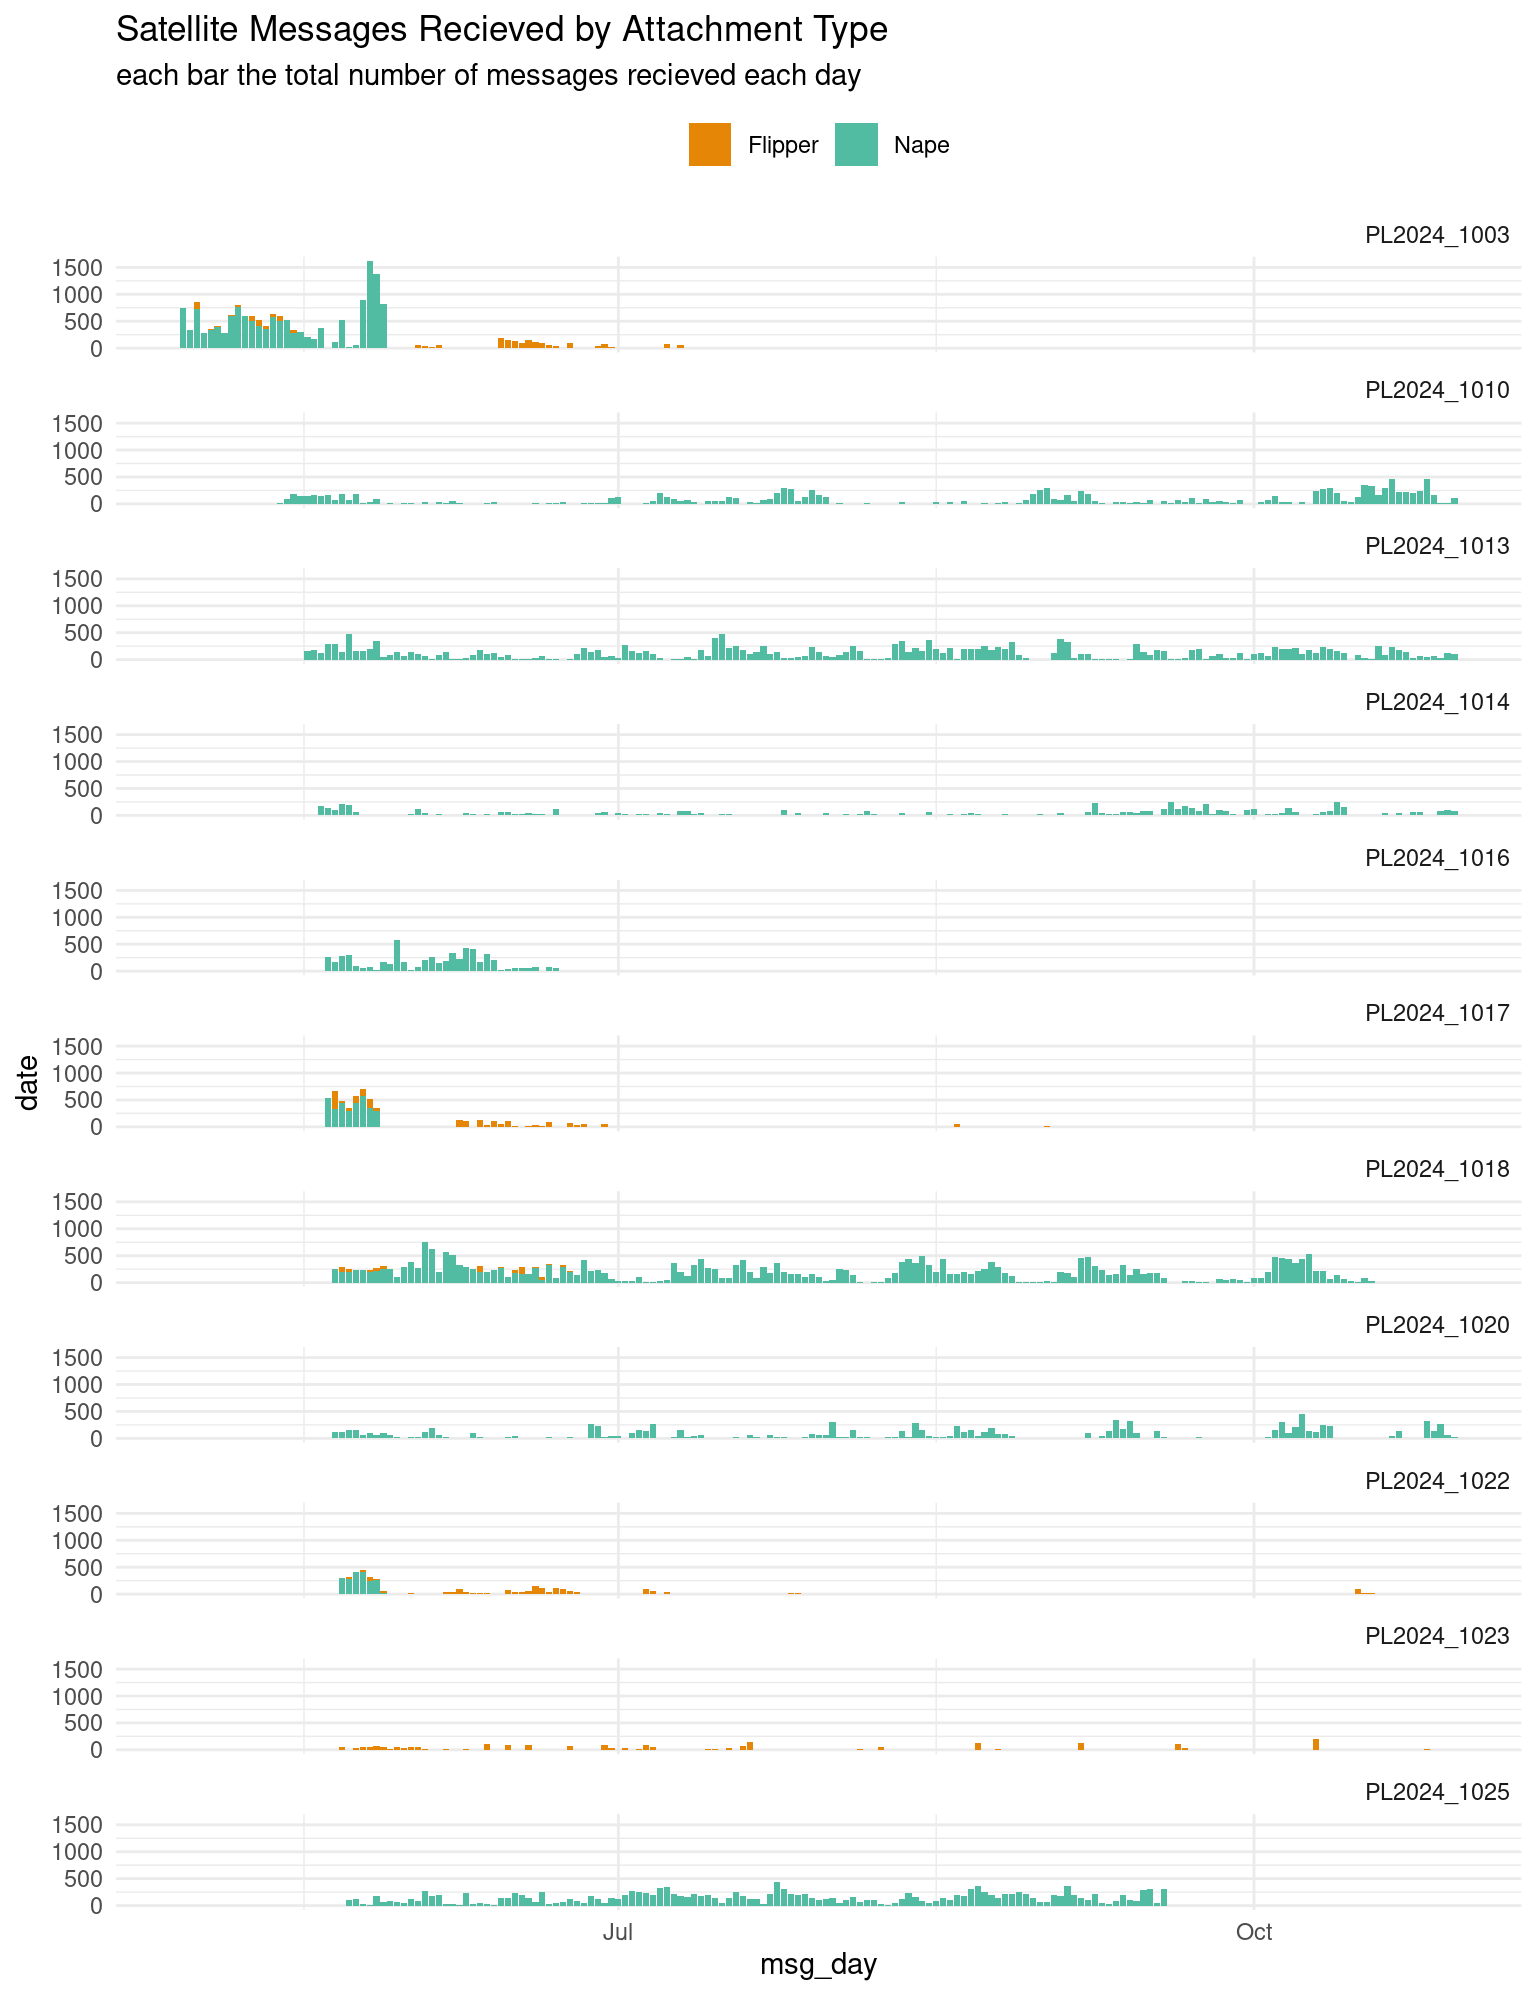 Satellite Messages Recieved by Attachment Type
each bar the total number of messages recieved each day
Flipper Nape
PL2024_1003
1500
1000
500
0
PL2024_1010
1500
1000
500
0
PL2024_1013
1500
1000
500
0
PL2024_1014
1500
1000
500
0
PL2024_1016
1500
1000
500
0
PL2024_1017
1500
1000
500
0
date
PL2024_1018
1500
1000
500
0
PL2024_1020
1500
1000
500
0
PL2024_1022
1500
1000
500
0
PL2024_1023
1500
1000
500
0
PL2024_1025
1500
1000
500
0
Jul Oct
msg_day